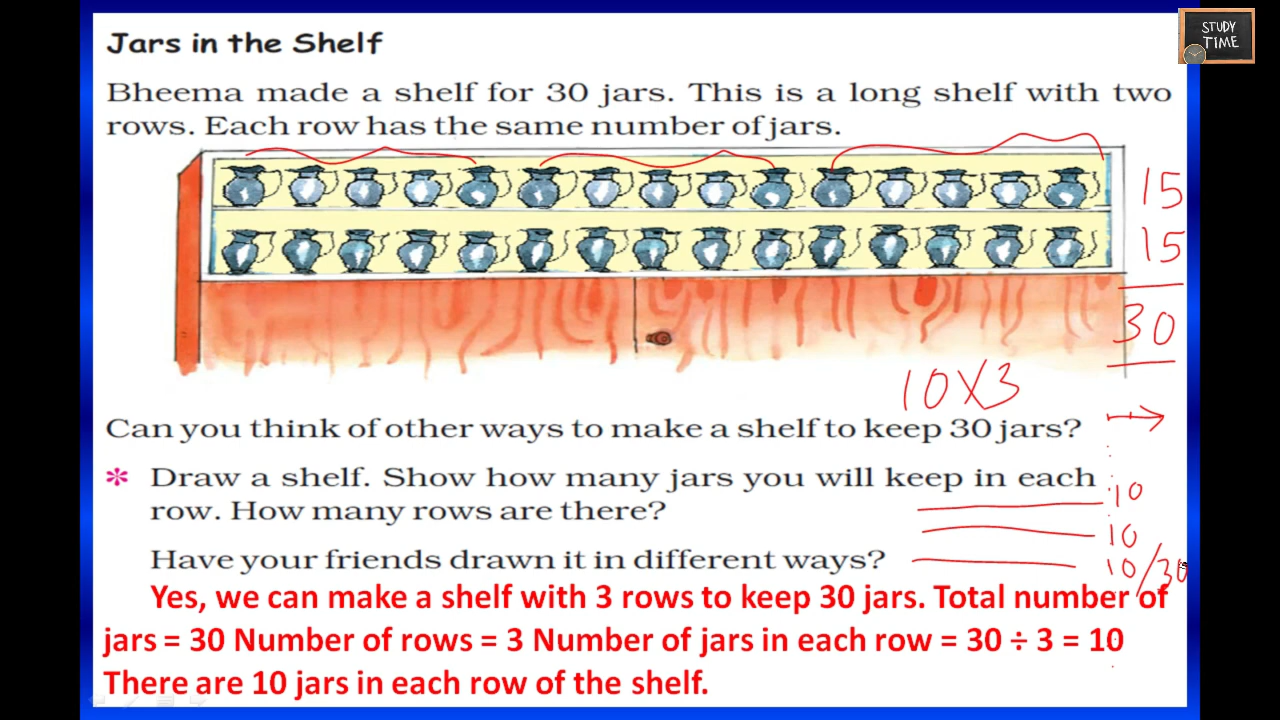 STUDY
TIME
Jars in the Shelf
Bheema made a shelf for 30 jars. This is a long shelf with two
rows. Each row has the same number of jars.
15
15
30
10X3
Can you think of other ways to make a shelf to keep 30 jars?
* Draw a shelf. Show how many jars you will keep in each
row. How many rows are there?
10
10
10/30
Have your friends drawn it in different ways?
Yes, we can make a shelf with 3 rows to keep 30 jars. Total number of
jars = 30 Number of rows = 3 Number of jars in each row = 30 ÷ 3 = 10
There are 10 jars in each row of the shelf.